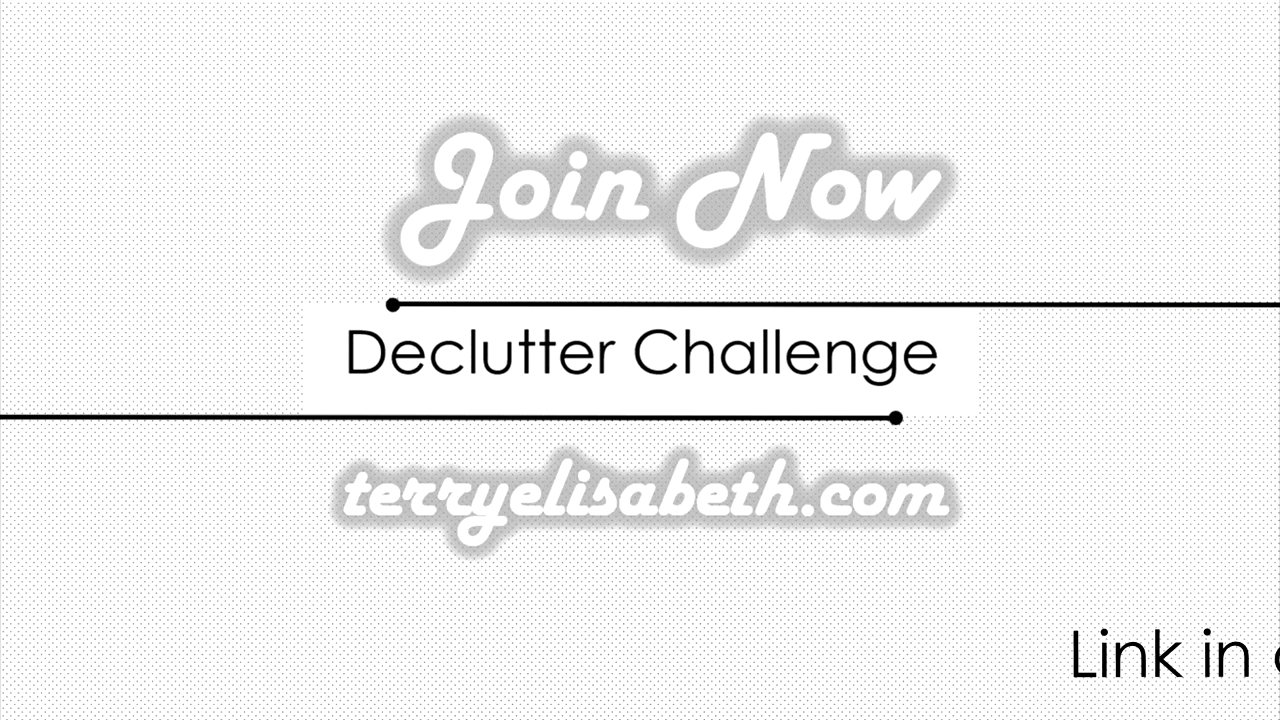 Join Now
Declutter Challenge
terryelisabeth.com
Link in